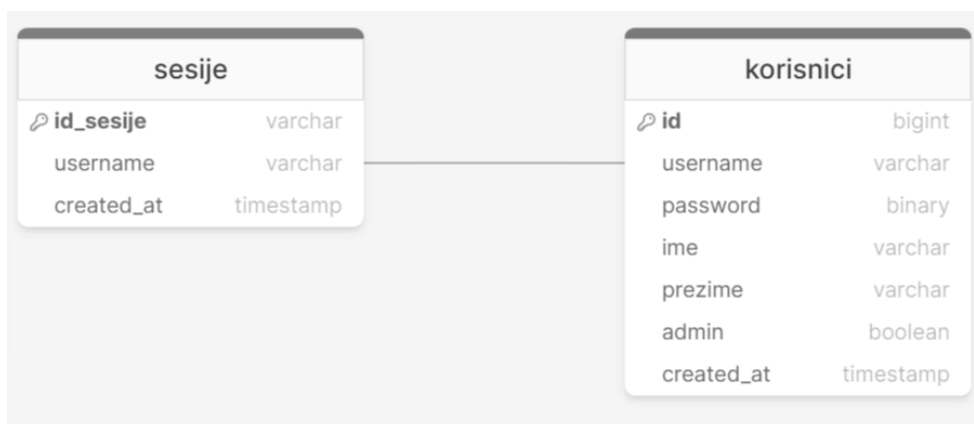 sesije
id_sesije varchar
username varchar
created_at timestamp
korisnici
id bigint
username varchar
password binary
ime varchar
prezime varchar
admin boolean
created_at timestamp